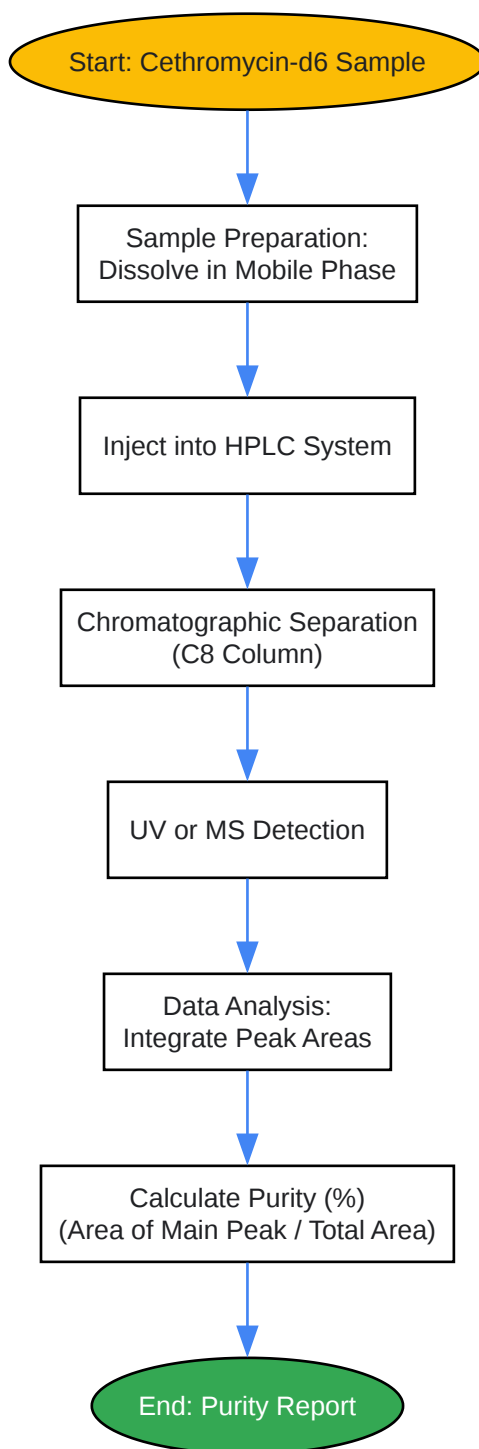 Start: Cethromycin-d6 Sample
Sample Preparation:
Dissolve in Mobile Phase
Inject into HPLC System
Chromatographic Separation
(C8 Column)
UV or MS Detection
Data Analysis:
Integrate Peak Areas
Calculate Purity (%)
(Area of Main Peak / Total Area)
End: Purity Report